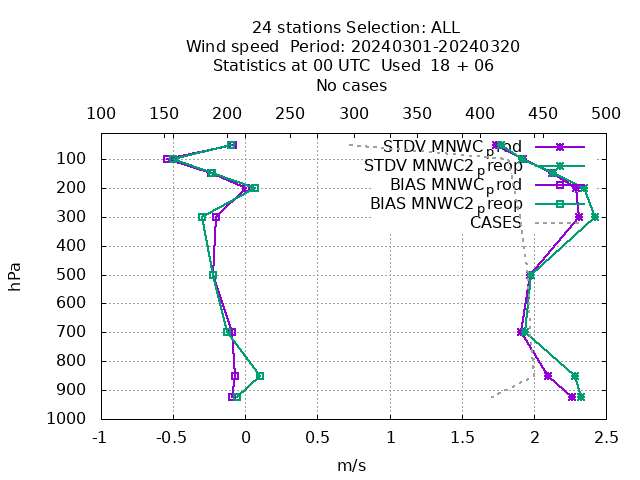 24 stations Selection: ALL
Wind speed  Period: 20240301-20240320
Statistics at 00 UTC  Used  18 + 06
No cases
100 150 200 250 300 350 400 450 500
STDV MNWC_prod
STDV MNWC2_preop
BIAS MNWC_prod
BIAS MNWC2_preop
CASES
hPa
100
200
300
400
500
600
700
800
900
1000
-1 -0.5 0 0.5 1 1.5 2 2.5
m/s